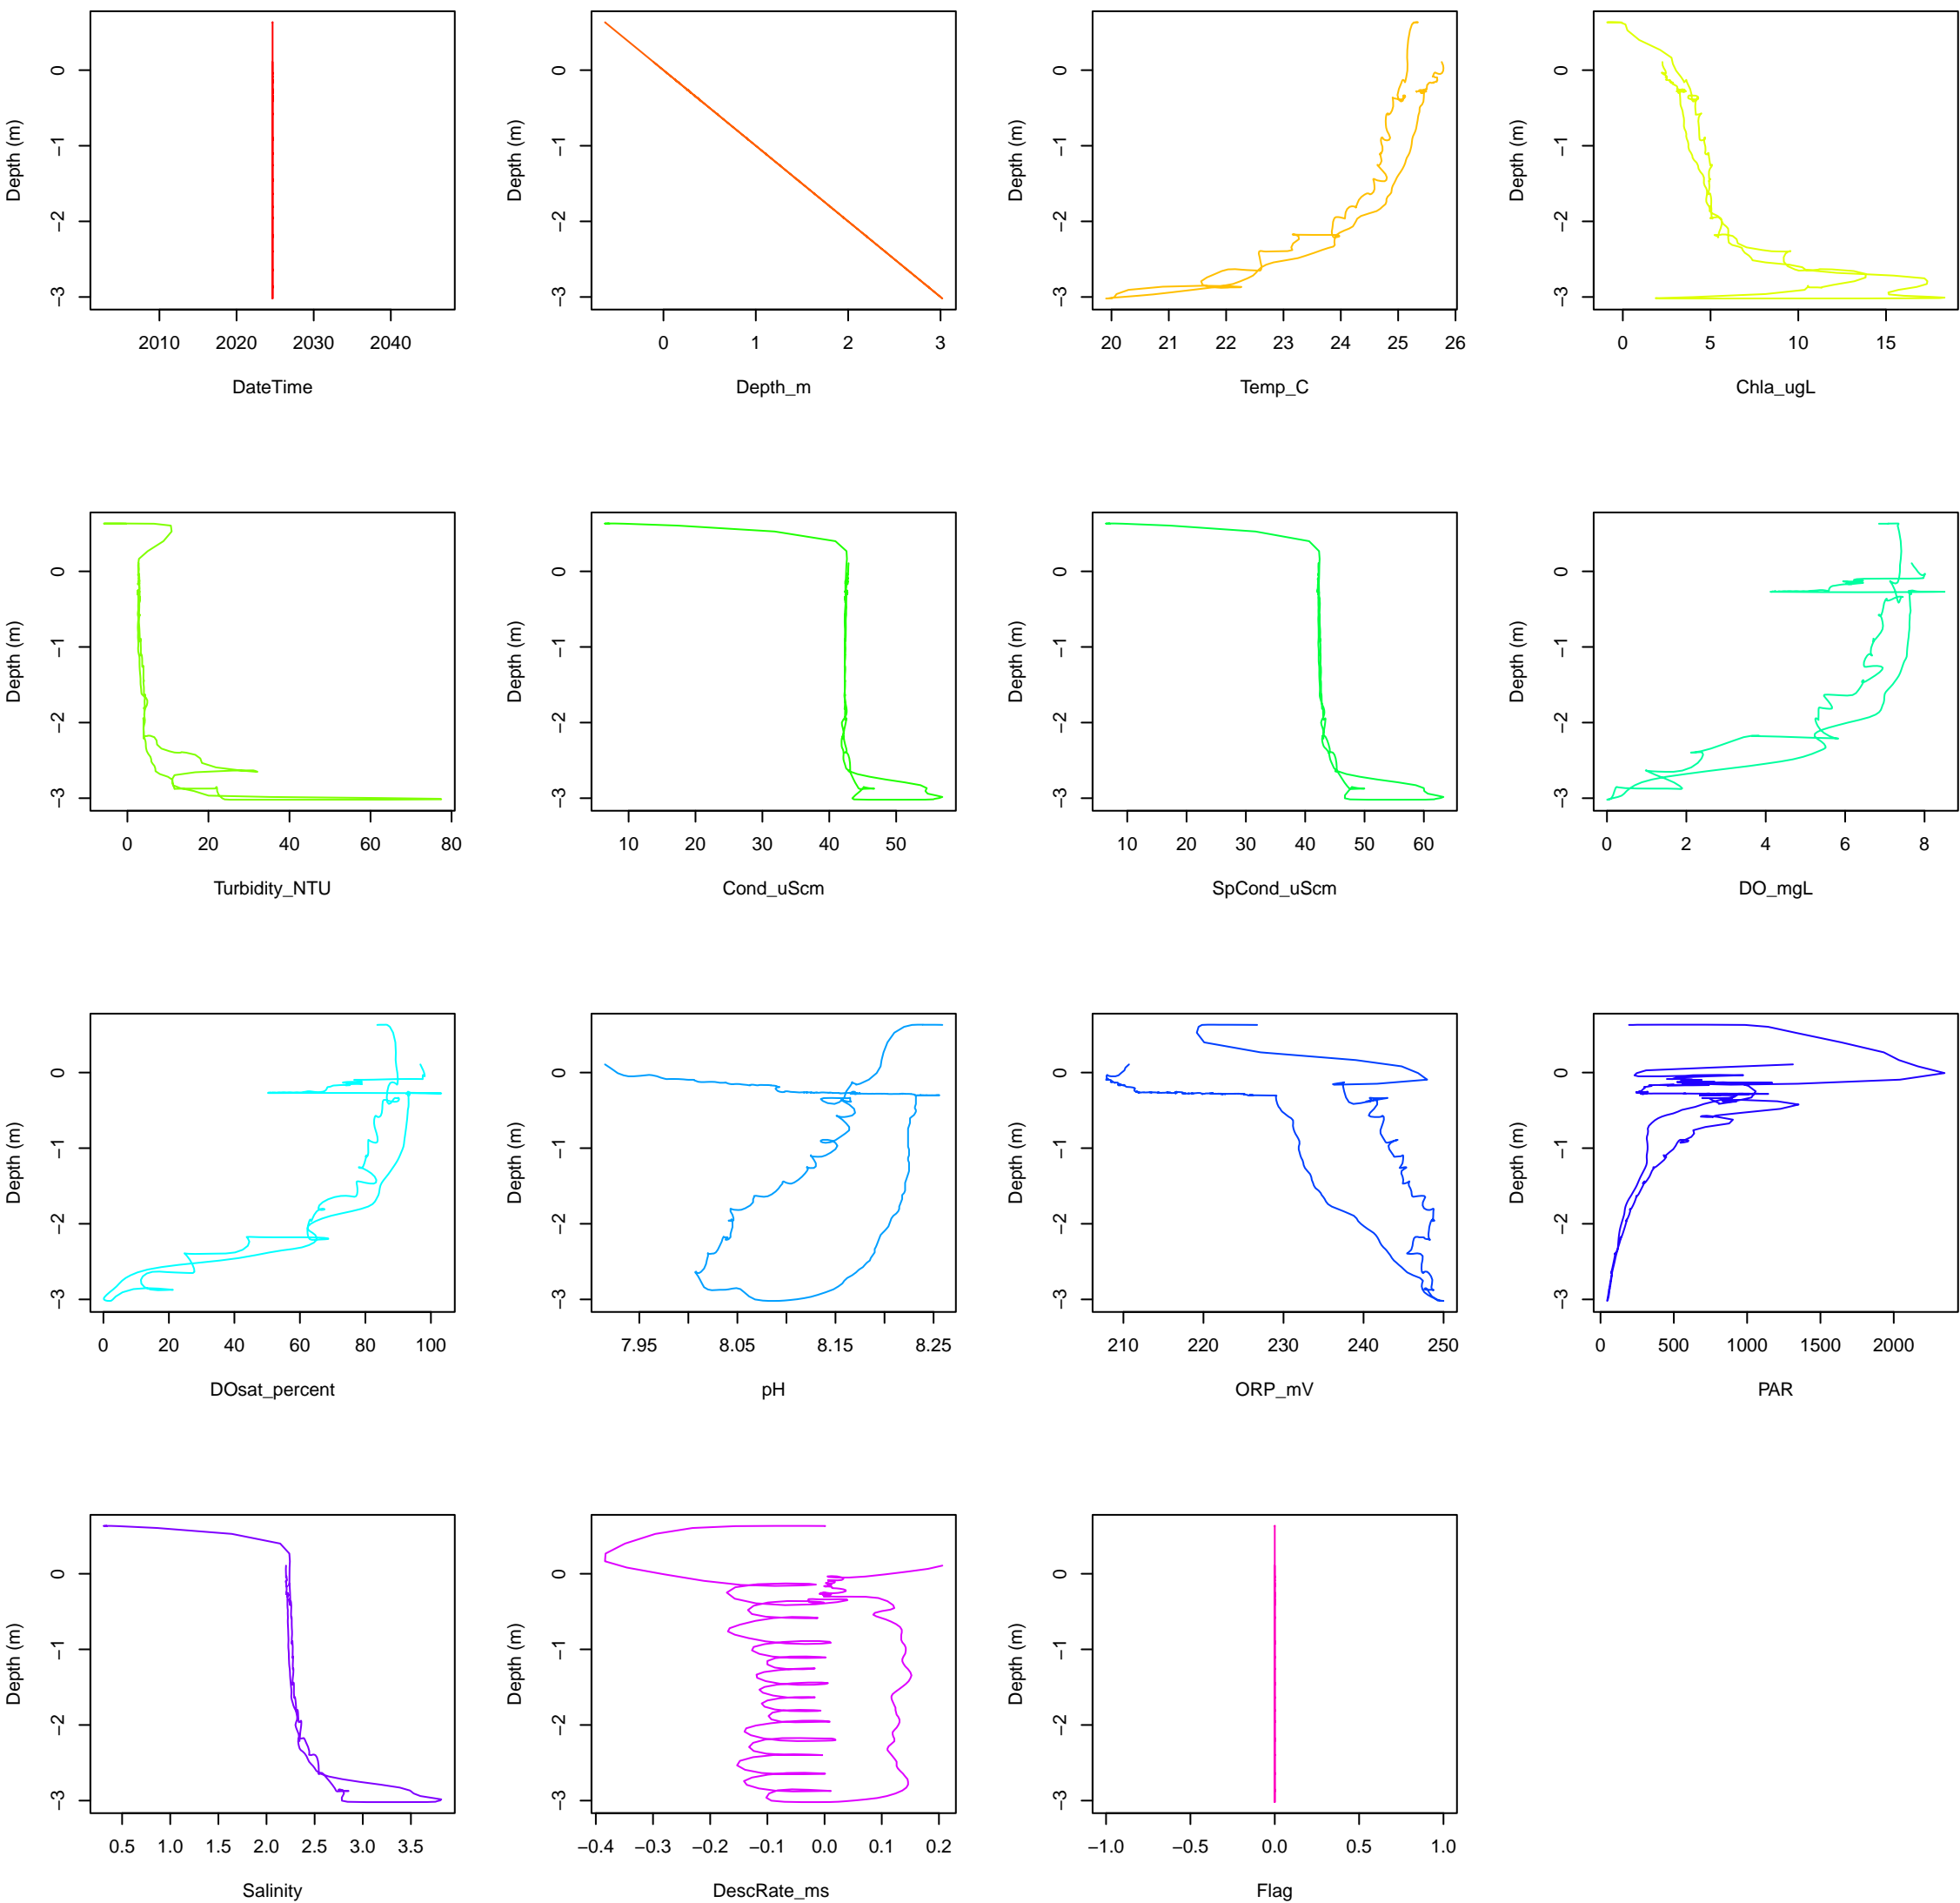 Depth (m)
0
−1
−2
−3
2010 2020 2030 2040
DateTime
Depth (m)
0
−1
−2
−3
0 1 2 3
Depth_m
Depth (m)
0
−1
−2
−3
20 21 22 23 24 25 26
Temp_C
Depth (m)
0
−1
−2
−3
0 5 10 15
Chla_ugL
Depth (m)
0
−1
−2
−3
0 20 40 60 80
Turbidity_NTU
Depth (m)
0
−1
−2
−3
10 20 30 40 50
Cond_uScm
Depth (m)
0
−1
−2
−3
10 20 30 40 50 60
SpCond_uScm
Depth (m)
0
−1
−2
−3
0 2 4 6 8
DO_mgL
Depth (m)
0
−1
−2
−3
0 20 40 60 80 100
DOsat_percent
Depth (m)
0
−1
−2
−3
7.95 8.05 8.15 8.25
pH
Depth (m)
0
−1
−2
−3
210 220 230 240 250
ORP_mV
Depth (m)
0
−1
−2
−3
0 500 1000 2000
PAR
Depth (m)
0
−1
−2
−3
0.5 1.0 1.5 2.0 2.5 3.0 3.5
Salinity
Depth (m)
0
−1
−2
−3
−0.4 −0.3 −0.2 −0.1 0.0 0.1 0.2
DescRate_ms
Depth (m)
0
−1
−2
−3
−1.0 −0.5 0.0 0.5 1.0
Flag